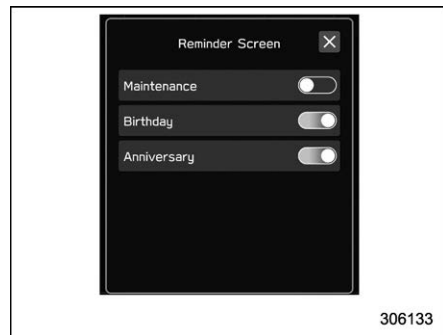 Reminder Screen
Maintenance
Birthday
Anniversary
306133